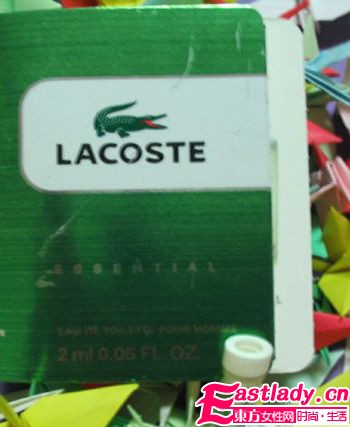 LACOSTE
ESSENTIAL
EAU DE TOILETTE POUR HOMME
2 ml 0.06 FL.OZ.
L
E
Eastlady.cn
東方女性网 时尚·生活